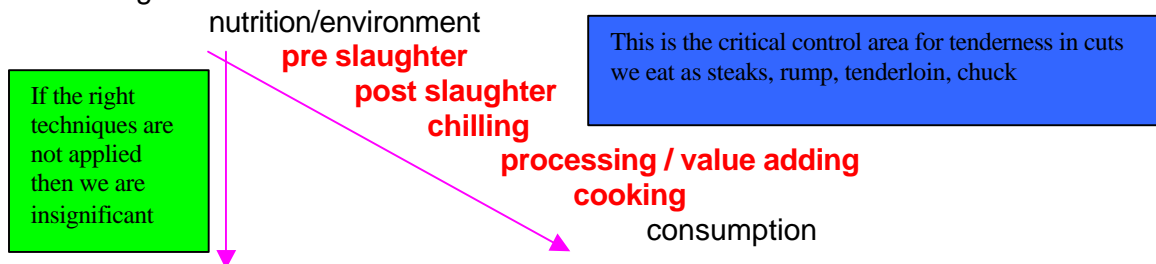 nutrition/environment
pre slaughter
post slaughter
chilling
processing / value adding
cooking
consumption
This is the critical control area for tenderness in cuts
we eat as steaks, rump, tenderloin, chuck
If the right
techniques are
not applied
then we are
insignificant